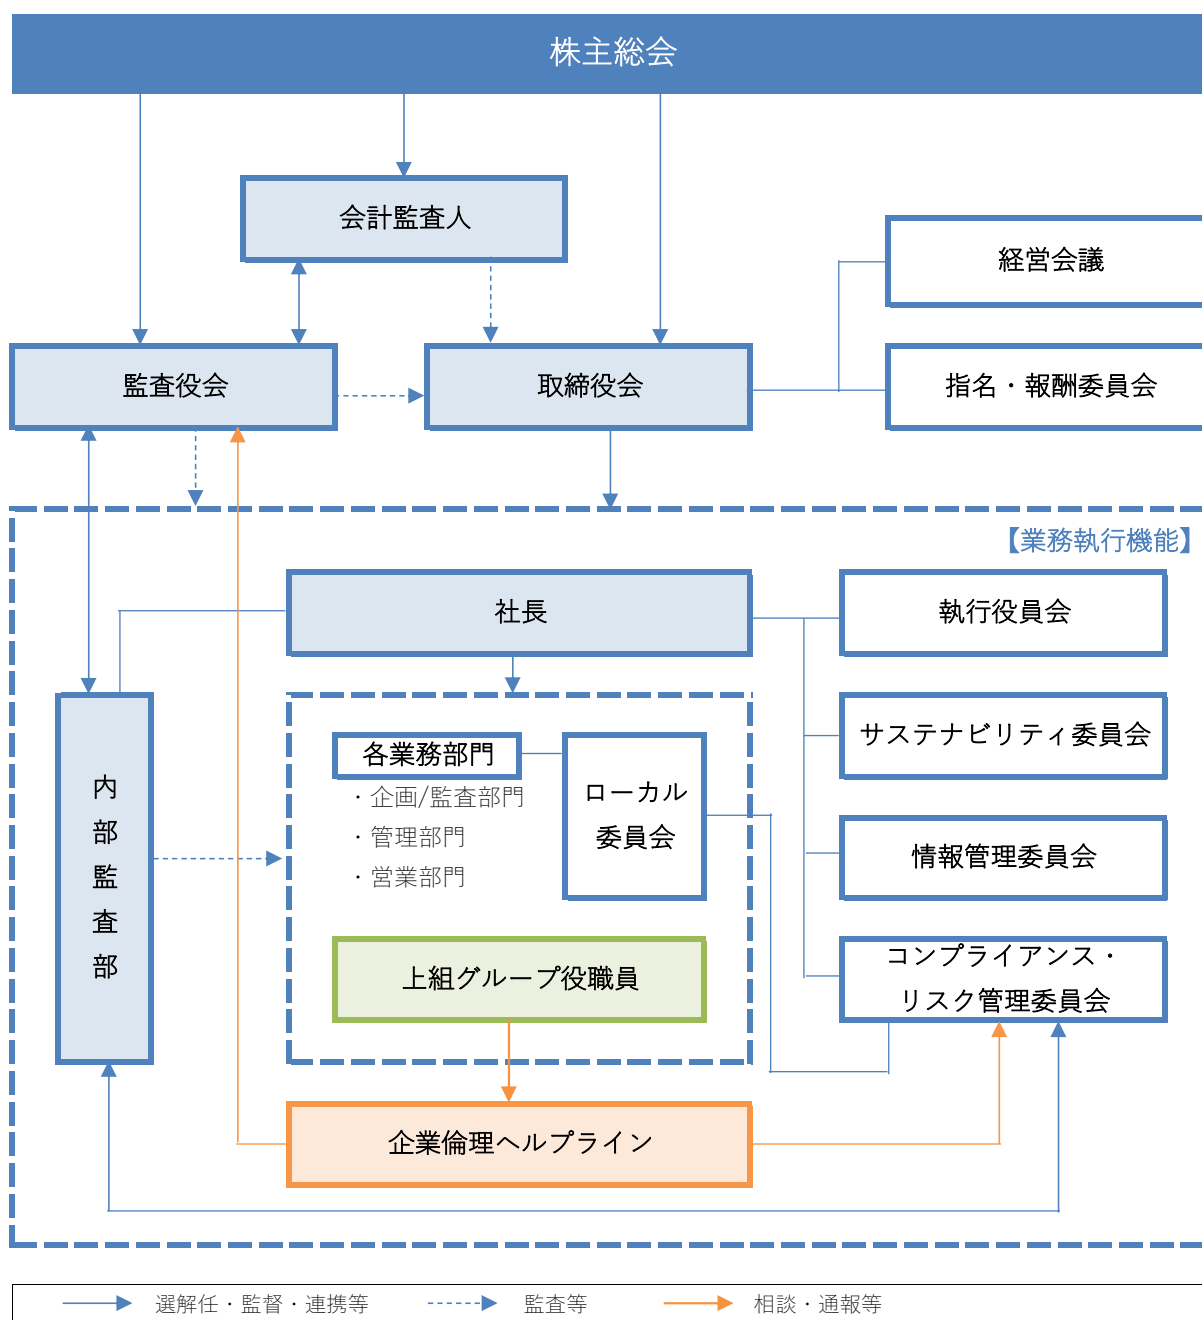 株主総会
会計監査人
経営会議
監査役会
取締役会
指名・報酬委員会
【業務執行機能】
社長
執行役員会
サステナビリティ委員会
各業務部門
・企画/監査部門
・管理部門
・営業部門
ローカル
委員会
内部監査部
情報管理委員会
上組グループ役職員
コンプライアンス・
リスク管理委員会
企業倫理ヘルプライン
選解任・監督・連携等
監査等
相談・通報等